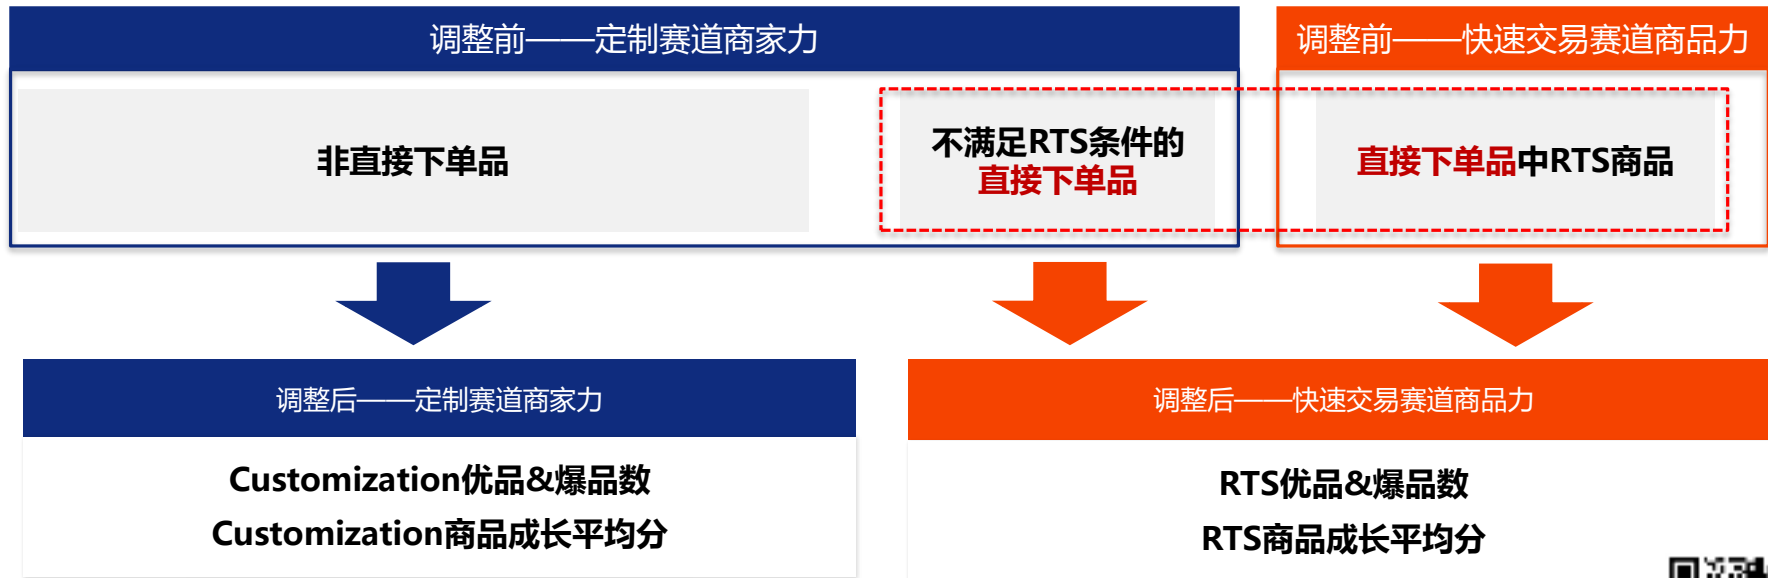 调整前——定制赛道商家力
调整前——快速交易赛道商品力
非直接下单品
不满足RTS条件的
直接下单品
直接下单品中RTS商品
调整后——定制赛道商家力
Customization优品&爆品数
Customization商品成长平均分
调整后——快速交易赛道商品力
RTS优品&爆品数
RTS商品成长平均分